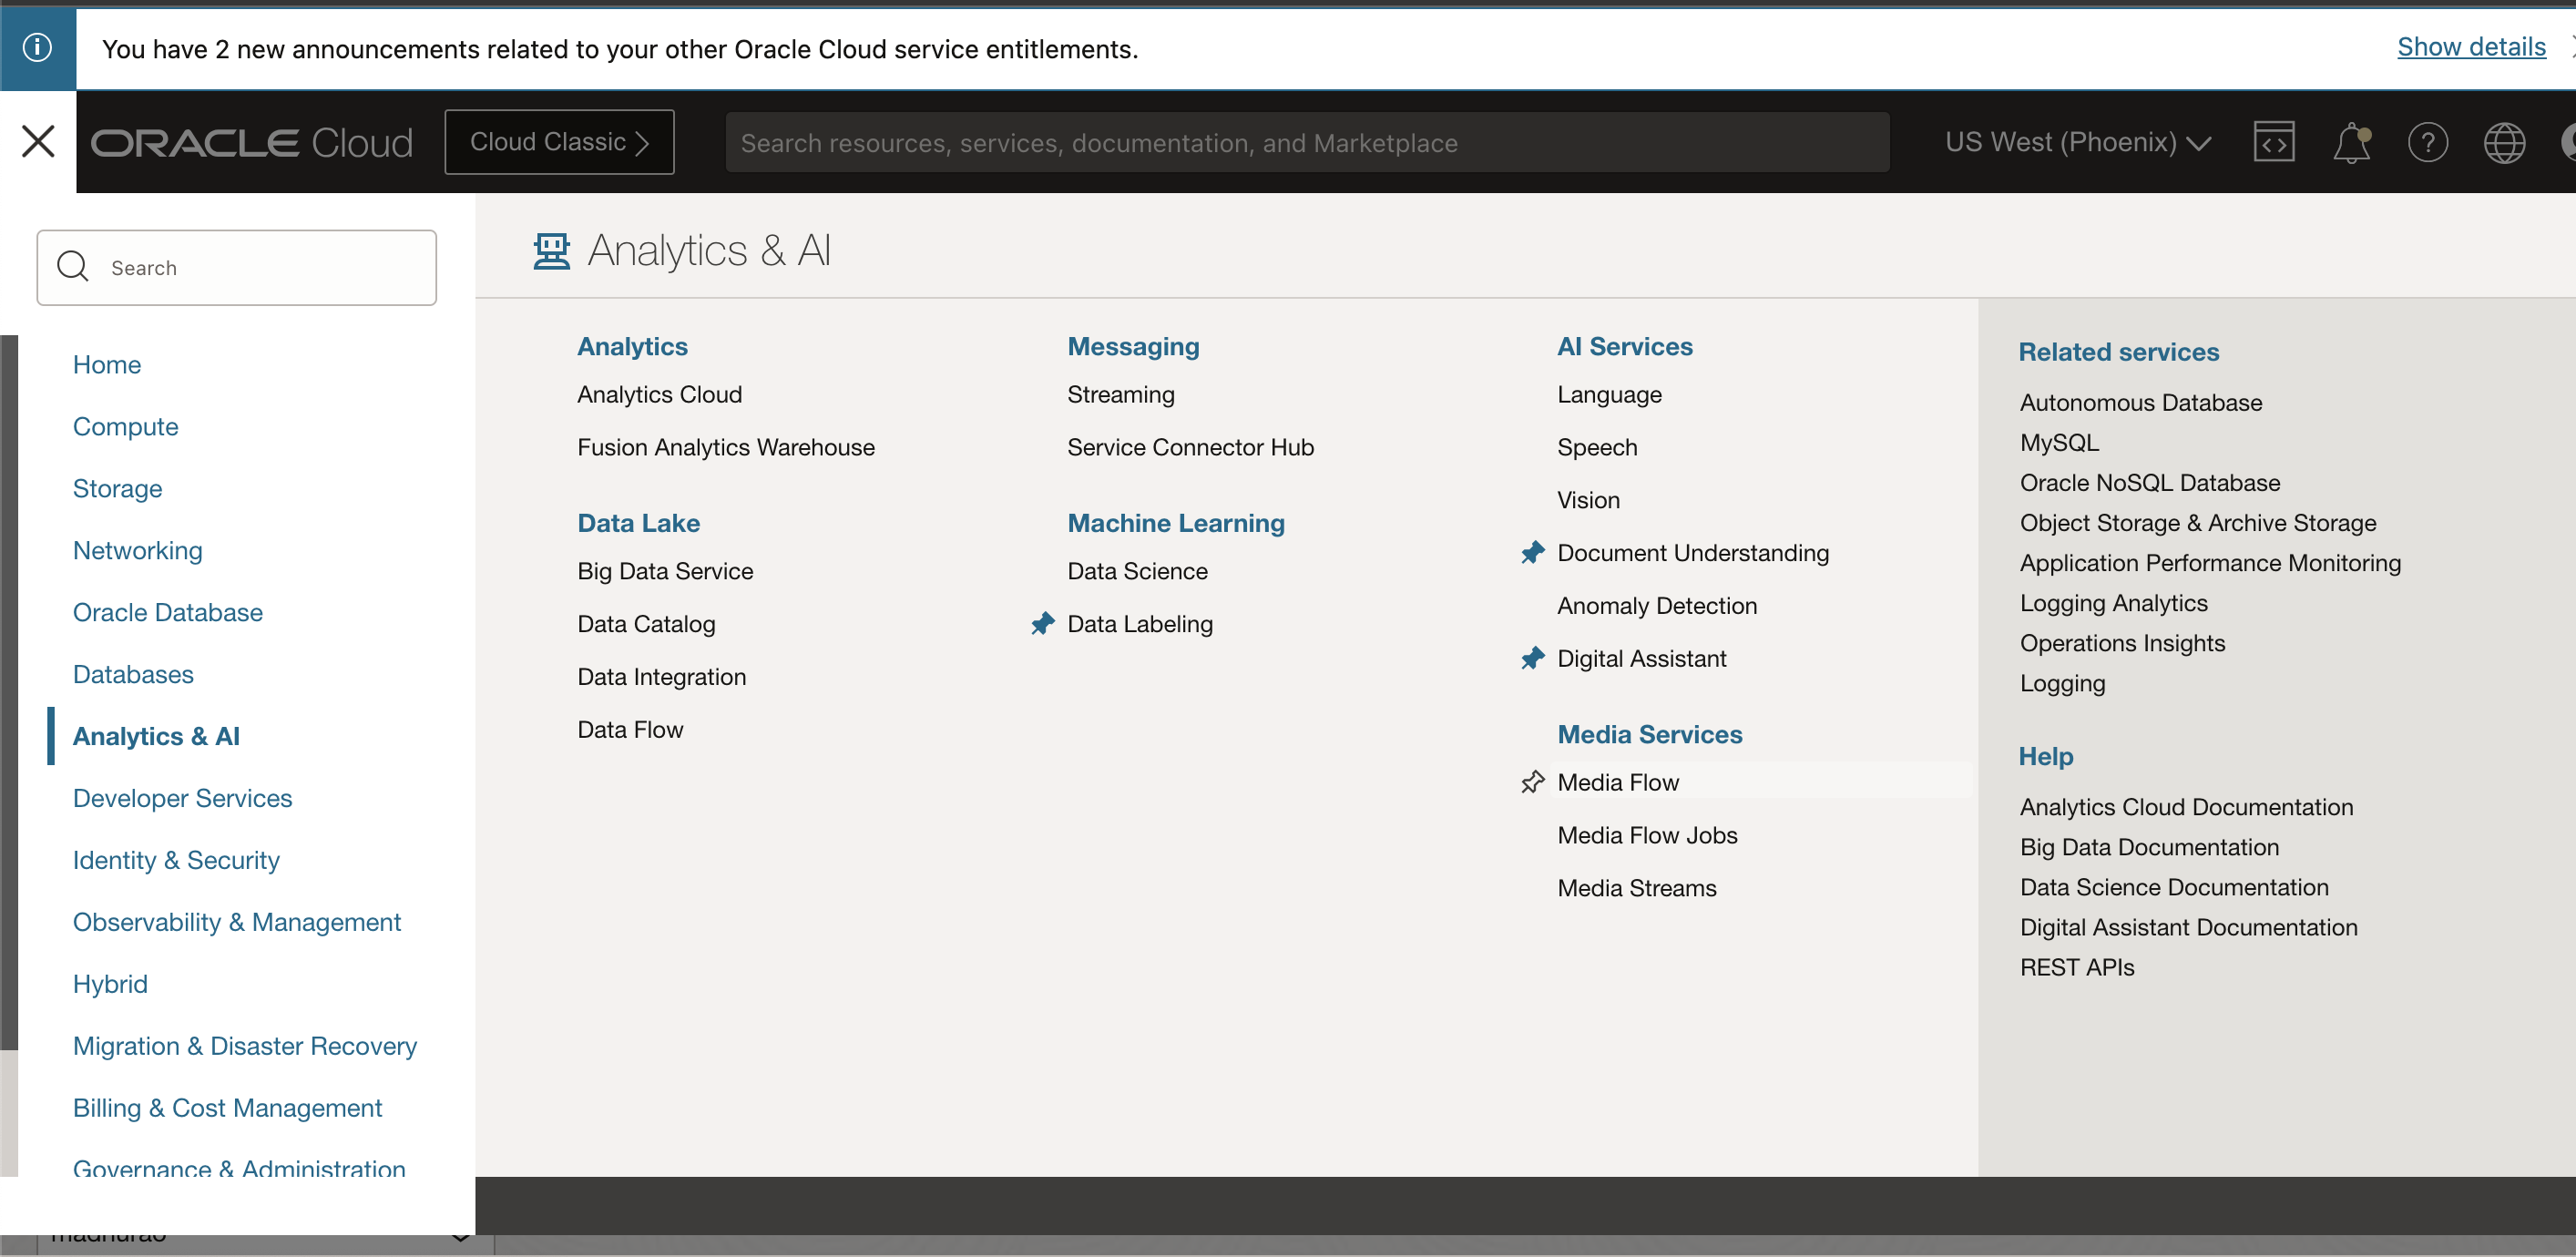 You have 2 new announcements related to your other Oracle Cloud service entitlements.
Show details
ORACLE Cloud
Cloud Classic
Search resources, services, documentation, and Marketplace
US West (Phoenix)
Search
Home
Compute
Storage
Networking
Oracle Database
Databases
Analytics & AI
Developer Services
Identity & Security
Observability & Management
Hybrid
Migration & Disaster Recovery
Billing & Cost Management
Governance & Administration
Analytics & AI
Analytics
Analytics Cloud
Fusion Analytics Warehouse
Data Lake
Big Data Service
Data Catalog
Data Integration
Data Flow
Messaging
Streaming
Service Connector Hub
Machine Learning
Data Science
Data Labeling
AI Services
Language
Speech
Vision
Document Understanding
Anomaly Detection
Digital Assistant
Media Services
Media Flow
Media Flow Jobs
Media Streams
Related services
Autonomous Database
MySQL
Oracle NoSQL Database
Object Storage & Archive Storage
Application Performance Monitoring
Logging Analytics
Operations Insights
Logging
Help
Analytics Cloud Documentation
Big Data Documentation
Data Science Documentation
Digital Assistant Documentation
REST APIs